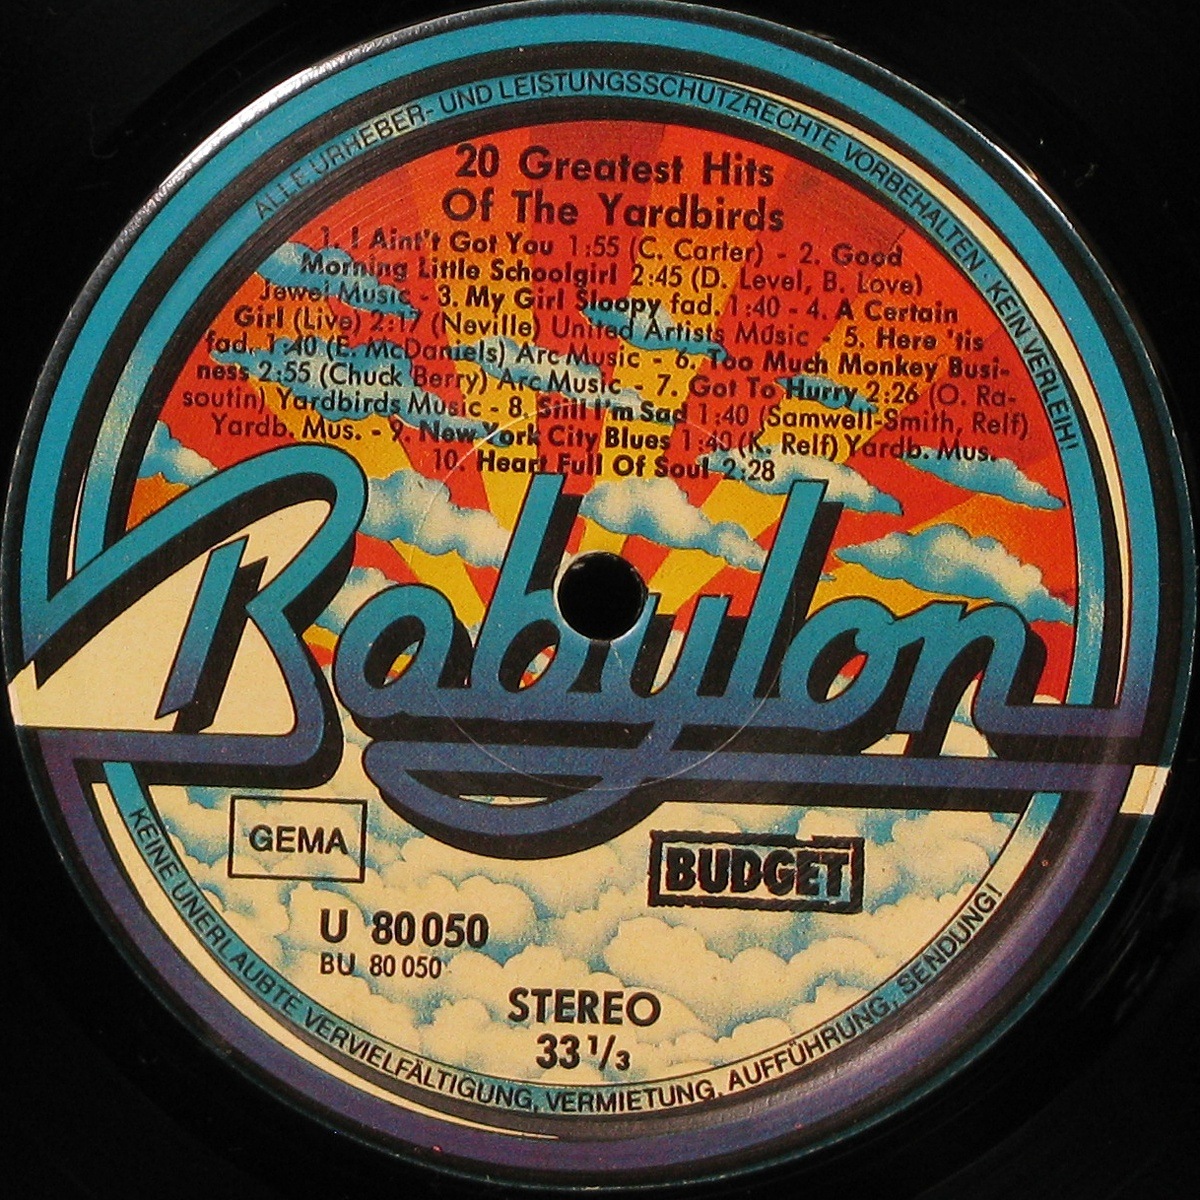 ALLE URHEBER- UND LEISTUNGSSCHUTZRECHTE VORBEHALTEN · KEIN VERLEIH!
20 Greatest Hits
Of The Yardbirds
1. I Ain't Got You 1:55 (C. Carter) - 2. Good
Morning Little Schoolgirl 2:45 (D. Level, B. Love)
Jewel Music - 3. My Girl Sloopy fad. 1:40 - 4. A Certain
Girl (Live) 2:17 (Neville) United Artists Music - 5. Here 'tis
fad. 1:40 (E. McDaniels) Arc Music - 6. Too Much Monkey Busi-
ness 2:55 (Chuck Berry) Arc Music - 7. Got To Hurry 2:26 (O. Ra-
soutin) Yardbirds Music - 8. Still I'm Sad 1:40 (Samwell-Smith, Relf)
Yardb. Mus. - 9. New York City Blues 1:40 (K. Relf) Yardb. Mus.
10. Heart Full Of Soul 2:28
Babylon
GEMA
BUDGET
U 80 050
BU 80 050
STEREO
33 1/3
KEINE UNERLAUBTE VERVIELFÄLTIGUNG, VERMIETUNG, AUFFÜHRUNG, SENDUNG!